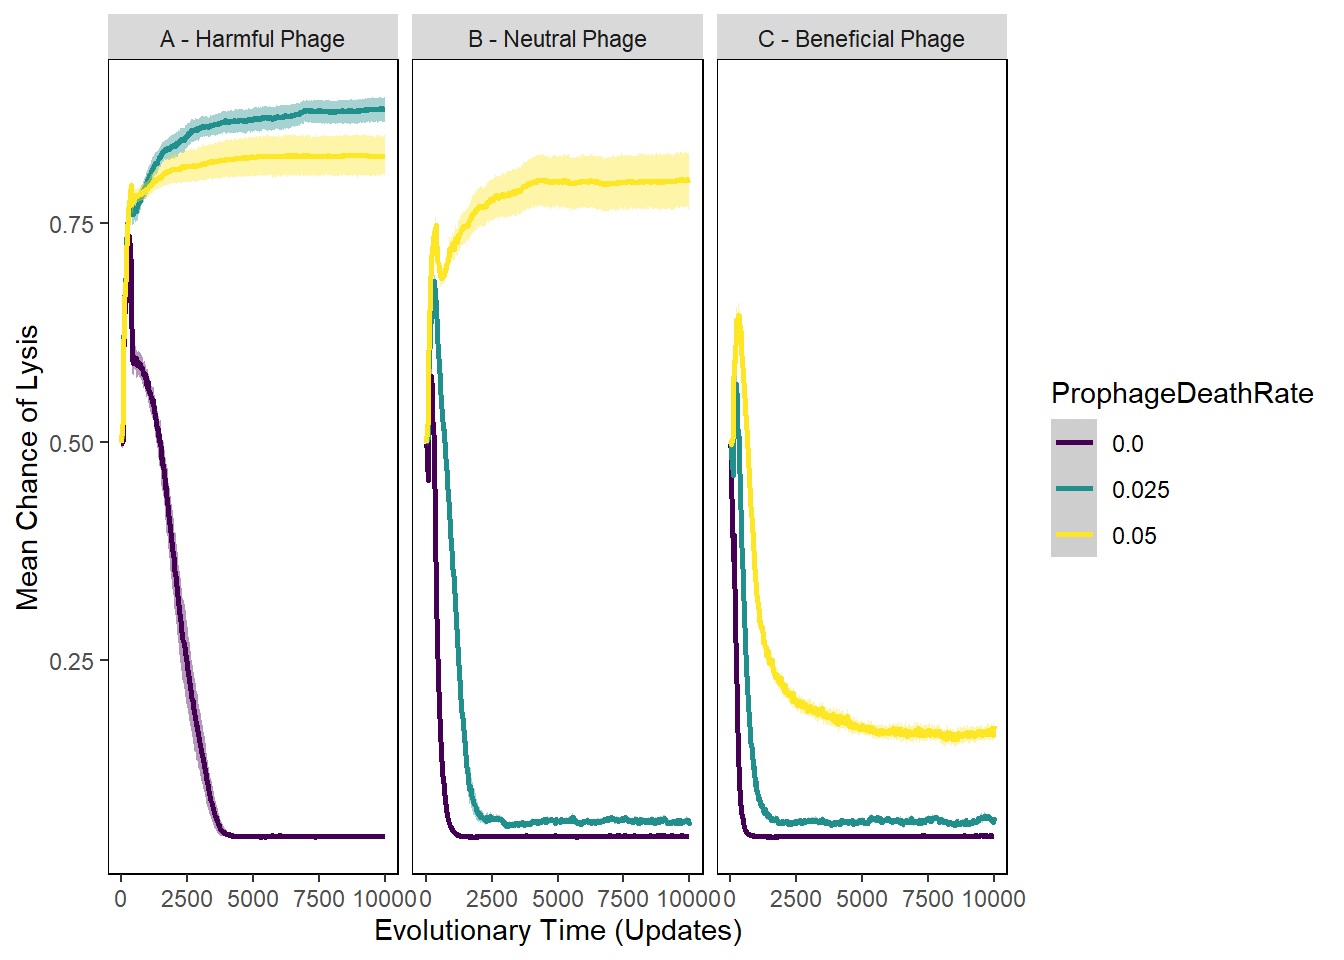 A - Harmful Phage
B - Neutral Phage
C - Beneficial Phage
Mean Chance of Lysis
0.75
0.50
0.25
0 2500 5000 7500 10000
0 2500 5000 7500 10000
0 2500 5000 7500 10000
Evolutionary Time (Updates)
ProphageDeathRate
0.0
0.025
0.05